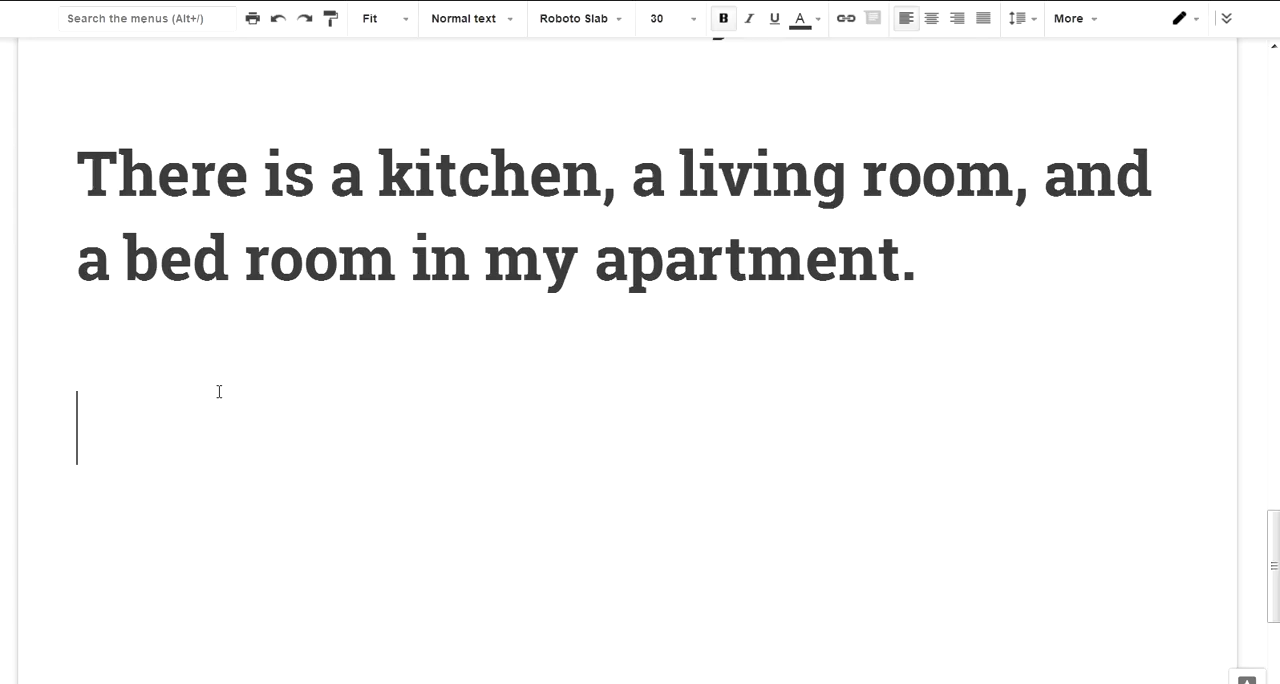 Search the menus (Alt+/) Fit Normal text Roboto Slab 30 B I U A More
There is a kitchen, a living room, and
a bed room in my apartment.